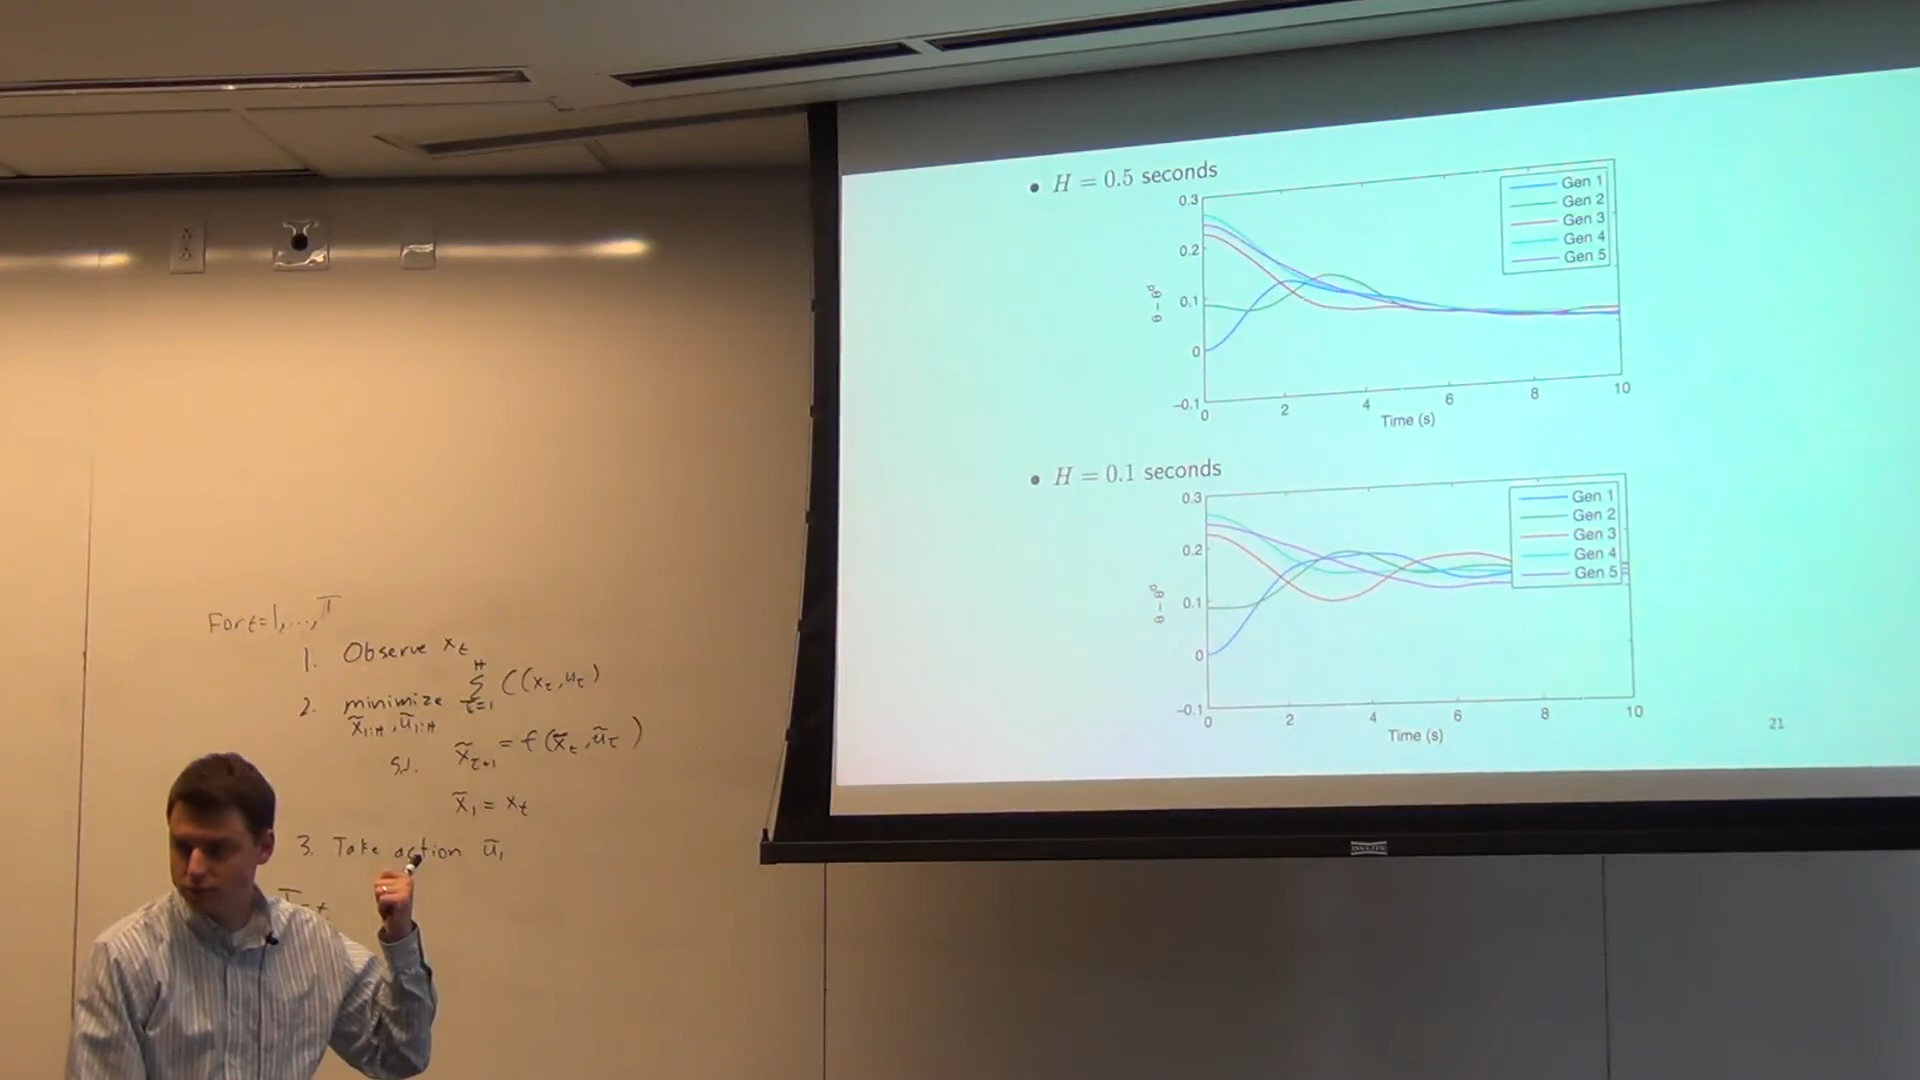 For t=1,...,T
1. Observe x_t
2. minimize Σ_{τ=1}^{H} C(x_τ, u_τ)
x̃_{1:H}, ũ_{1:H}
s.t. x̃_{τ+1} = f(x̃_τ, ũ_τ)
x̃_1 = x_t
3. Take action ũ_1
• H = 0.5 seconds
0.3
0.2
0.1
0
−0.1
θ − θ^d
0 2 4 6 8 10
Time (s)
Gen 1
Gen 2
Gen 3
Gen 4
Gen 5
• H = 0.1 seconds
0.3
0.2
0.1
0
−0.1
θ − θ^d
0 2 4 6 8 10
Time (s)
Gen 1
Gen 2
Gen 3
Gen 4
Gen 5
21